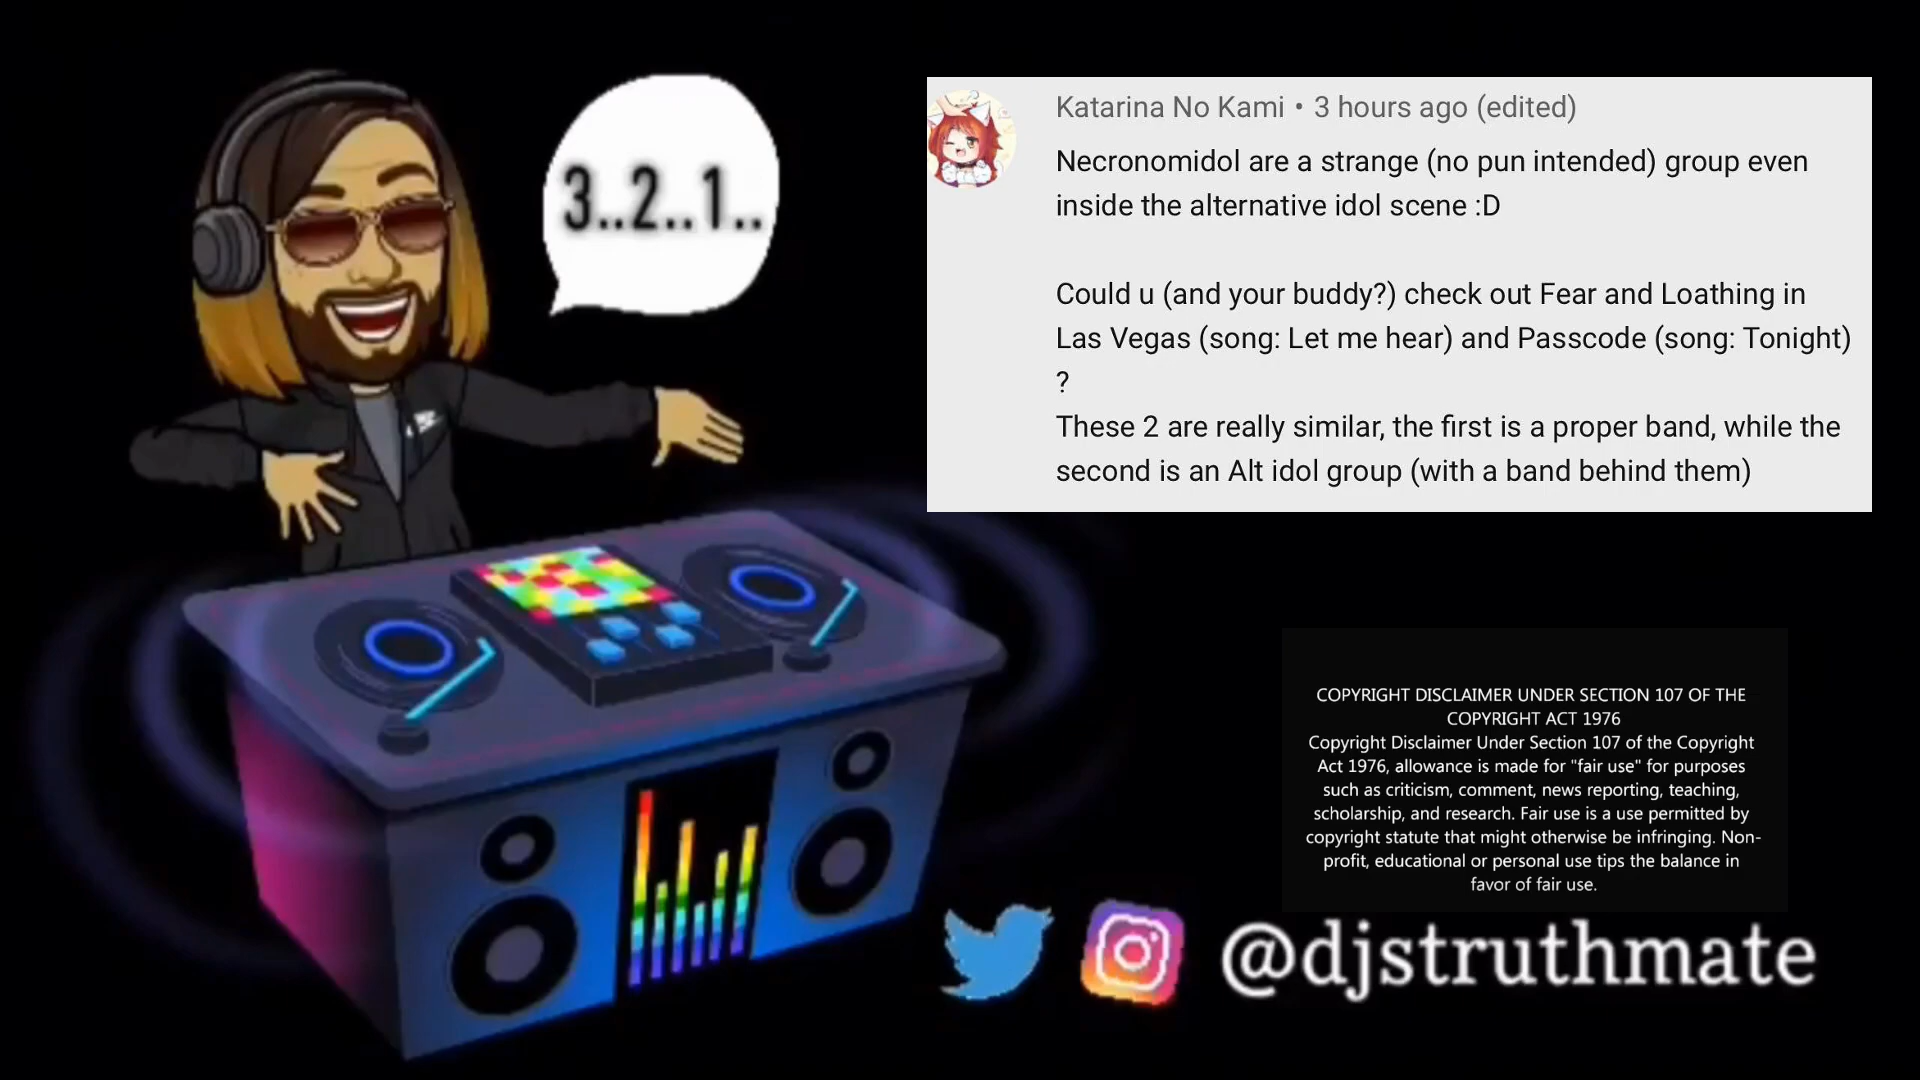 3..2..1..
Katarina No Kami • 3 hours ago (edited)
Necronomidol are a strange (no pun intended) group even
inside the alternative idol scene :D
Could u (and your buddy?) check out Fear and Loathing in
Las Vegas (song: Let me hear) and Passcode (song: Tonight)
?
These 2 are really similar, the first is a proper band, while the
second is an Alt idol group (with a band behind them)
COPYRIGHT DISCLAIMER UNDER SECTION 107 OF THE
COPYRIGHT ACT 1976
Copyright Disclaimer Under Section 107 of the Copyright
Act 1976, allowance is made for "fair use" for purposes
such as criticism, comment, news reporting, teaching,
scholarship, and research. Fair use is a use permitted by
copyright statute that might otherwise be infringing. Non-
profit, educational or personal use tips the balance in
favor of fair use.
@djstruthmate